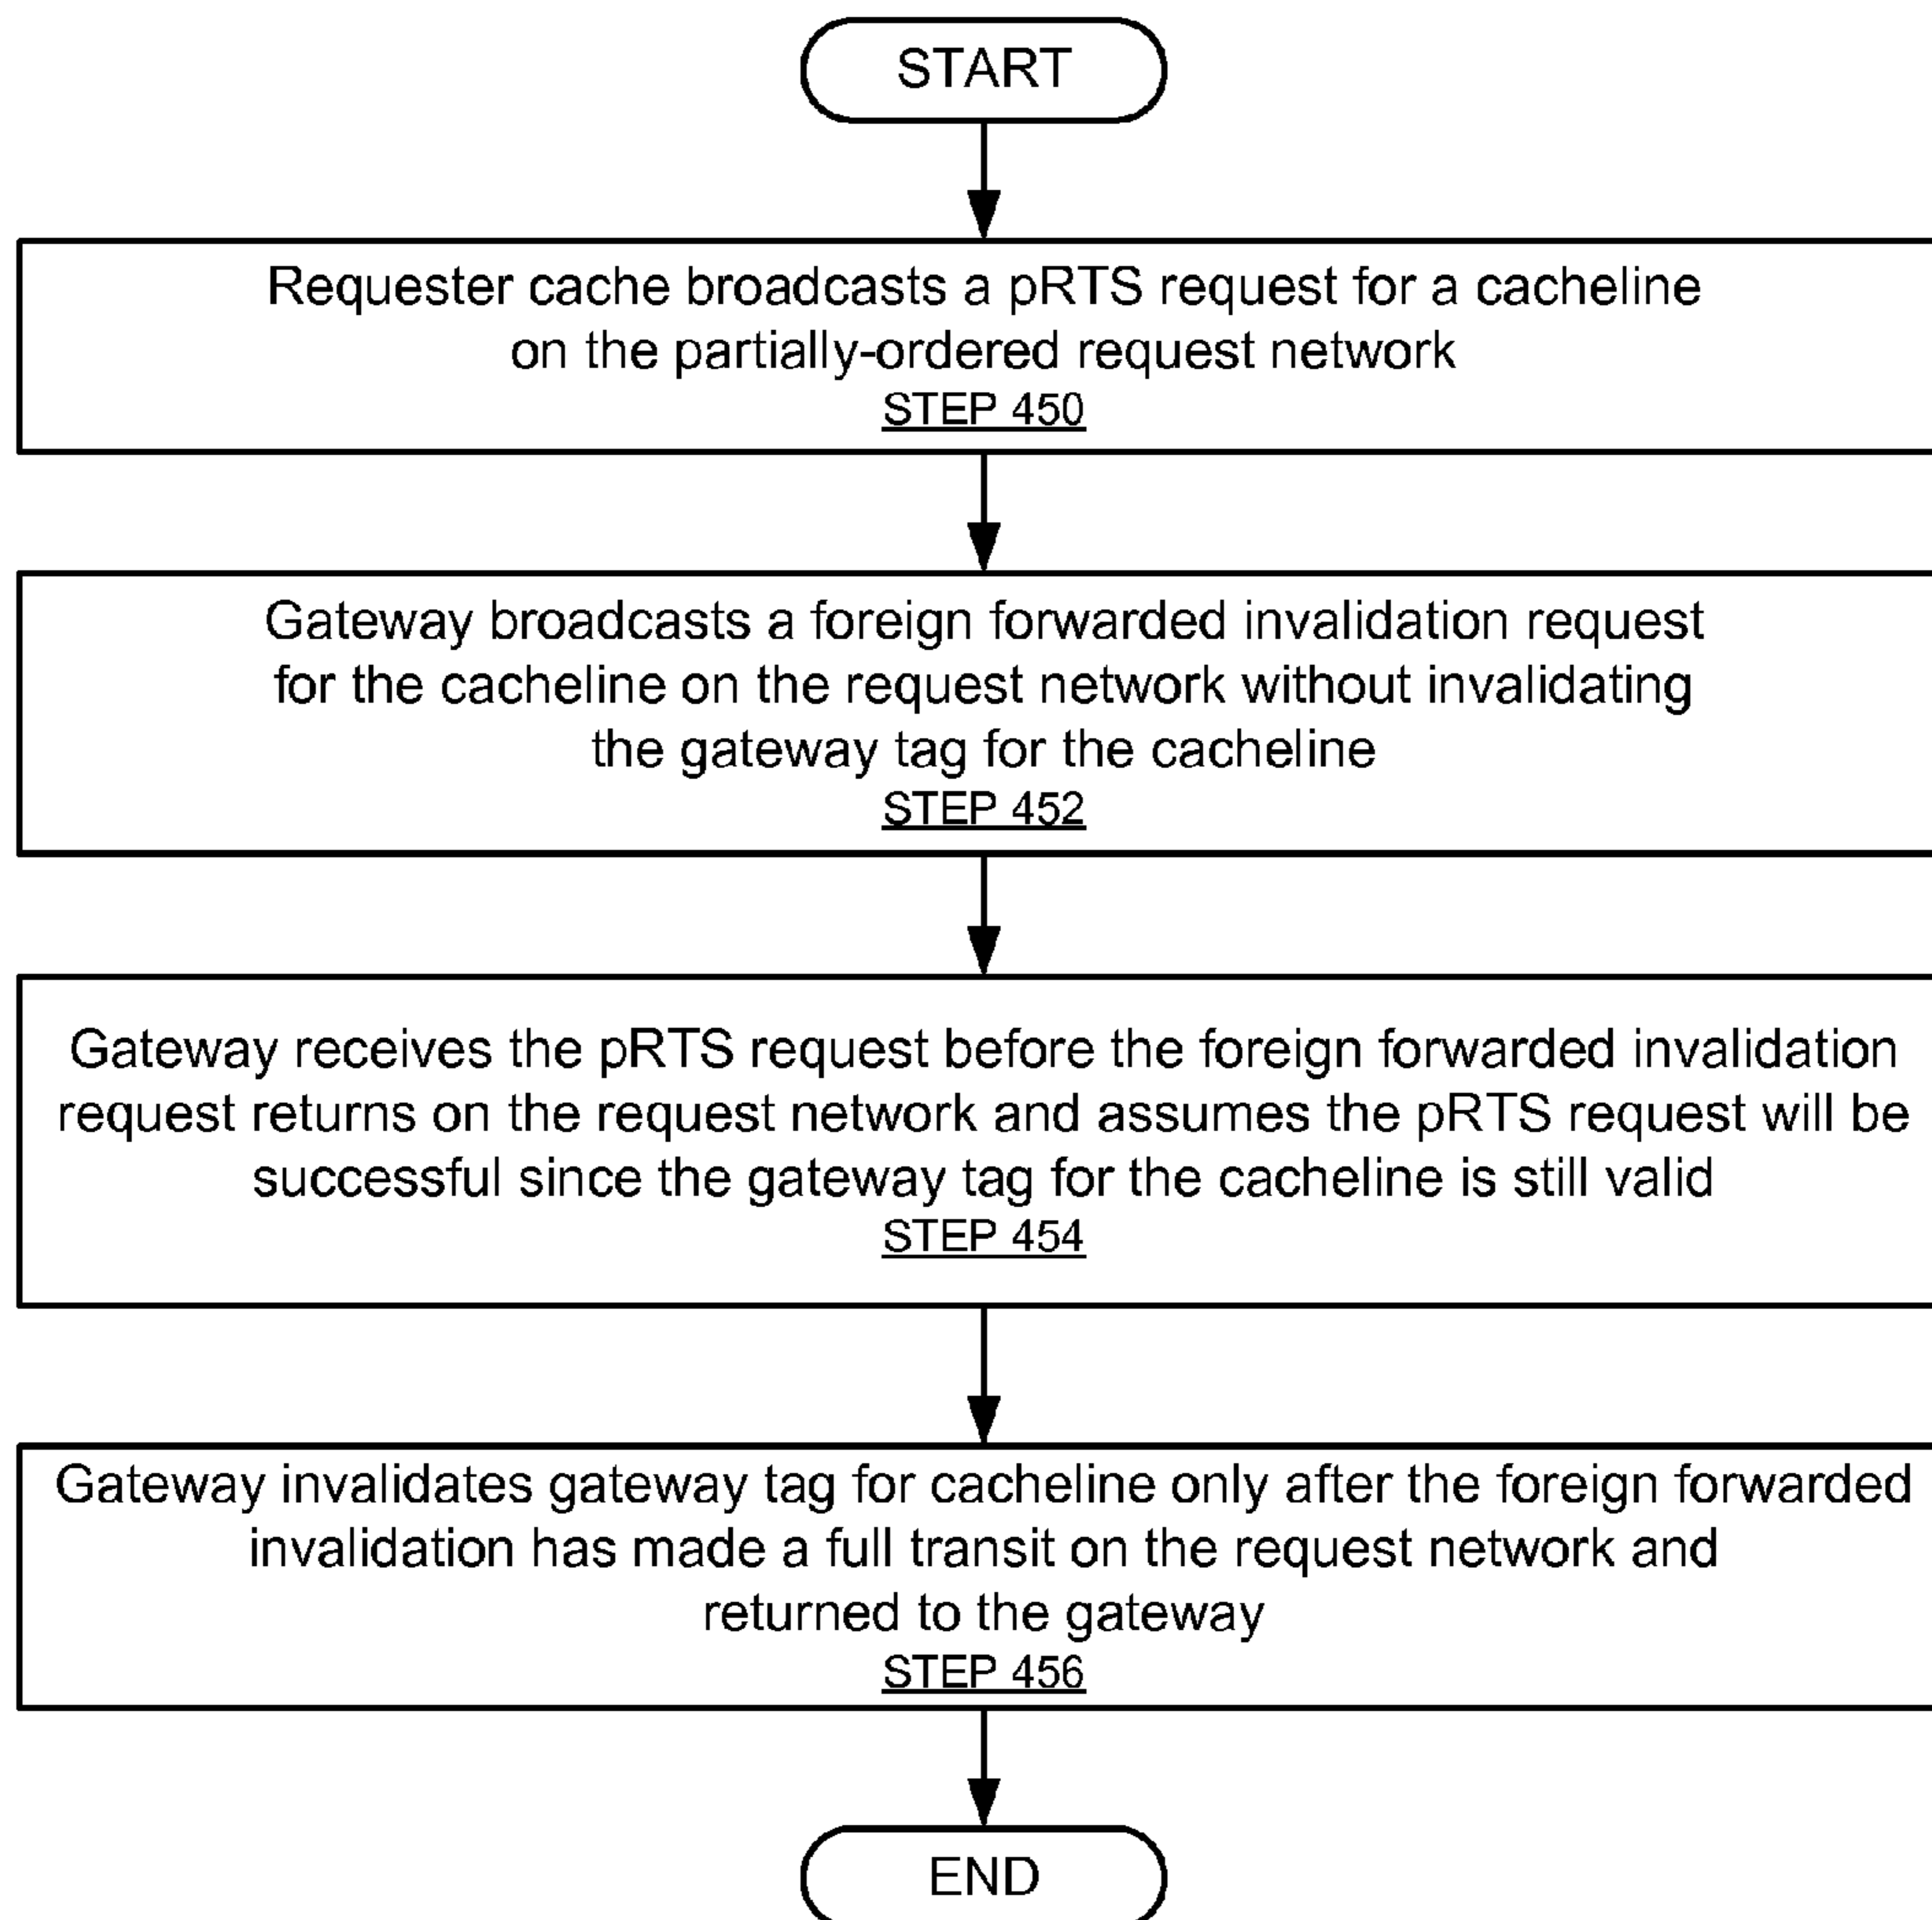 START
Requester cache broadcasts a pRTS request for a cacheline
on the partially-ordered request network
STEP 450
Gateway broadcasts a foreign forwarded invalidation request
for the cacheline on the request network without invalidating
the gateway tag for the cacheline
STEP 452
Gateway receives the pRTS request before the foreign forwarded invalidation
request returns on the request network and assumes the pRTS request will be
successful since the gateway tag for the cacheline is still valid
STEP 454
Gateway invalidates gateway tag for cacheline only after the foreign forwarded
invalidation has made a full transit on the request network and
returned to the gateway
STEP 456
END